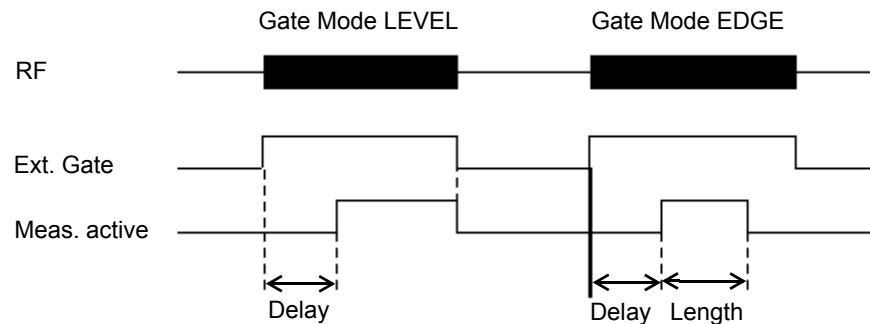 Gate Mode LEVEL Gate Mode EDGE
RF
Ext. Gate
Meas. active
Delay Delay Length